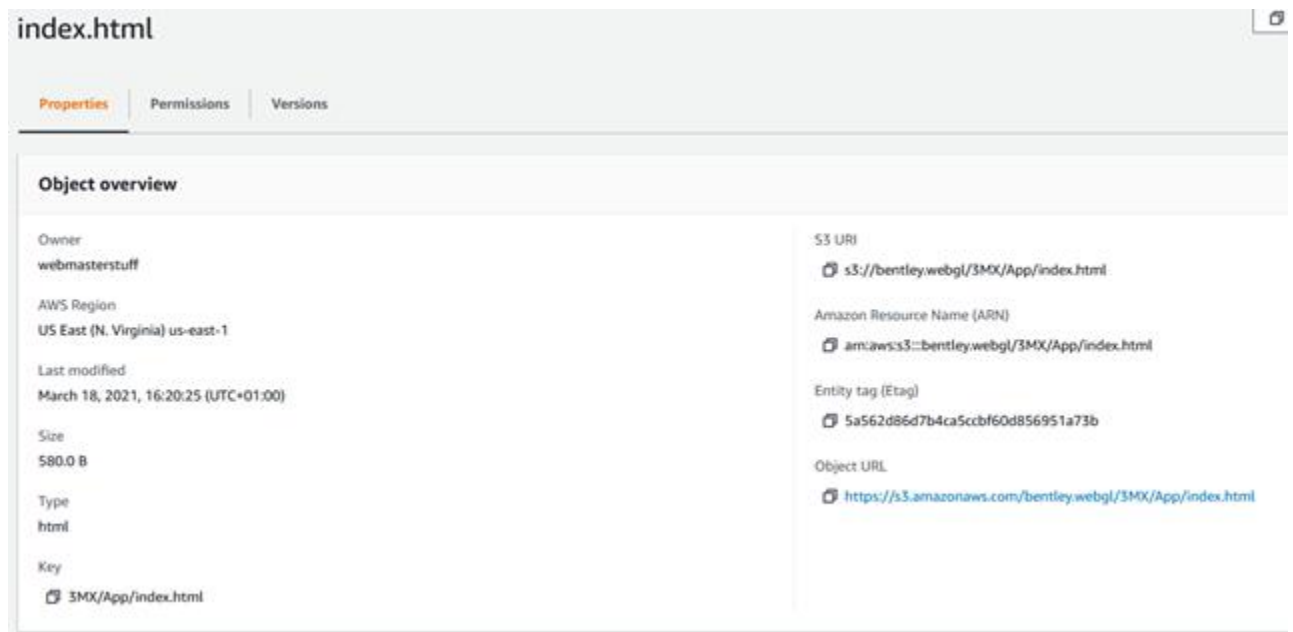 index.html
Properties
Permissions
Versions
Object overview
Owner
webmasterstuff
AWS Region
US East (N. Virginia) us-east-1
Last modified
March 18, 2021, 16:20:25 (UTC+01:00)
Size
580.0 B
Type
html
Key
3MX/App/index.html
S3 URI
s3://bentley.webgl/3MX/App/index.html
Amazon Resource Name (ARN)
arn:aws:s3:::bentley.webgl/3MX/App/index.html
Entity tag (Etag)
5a562d86d7b4ca5ccbf60d856951a73b
Object URL
https://s3.amazonaws.com/bentley.webgl/3MX/App/index.html